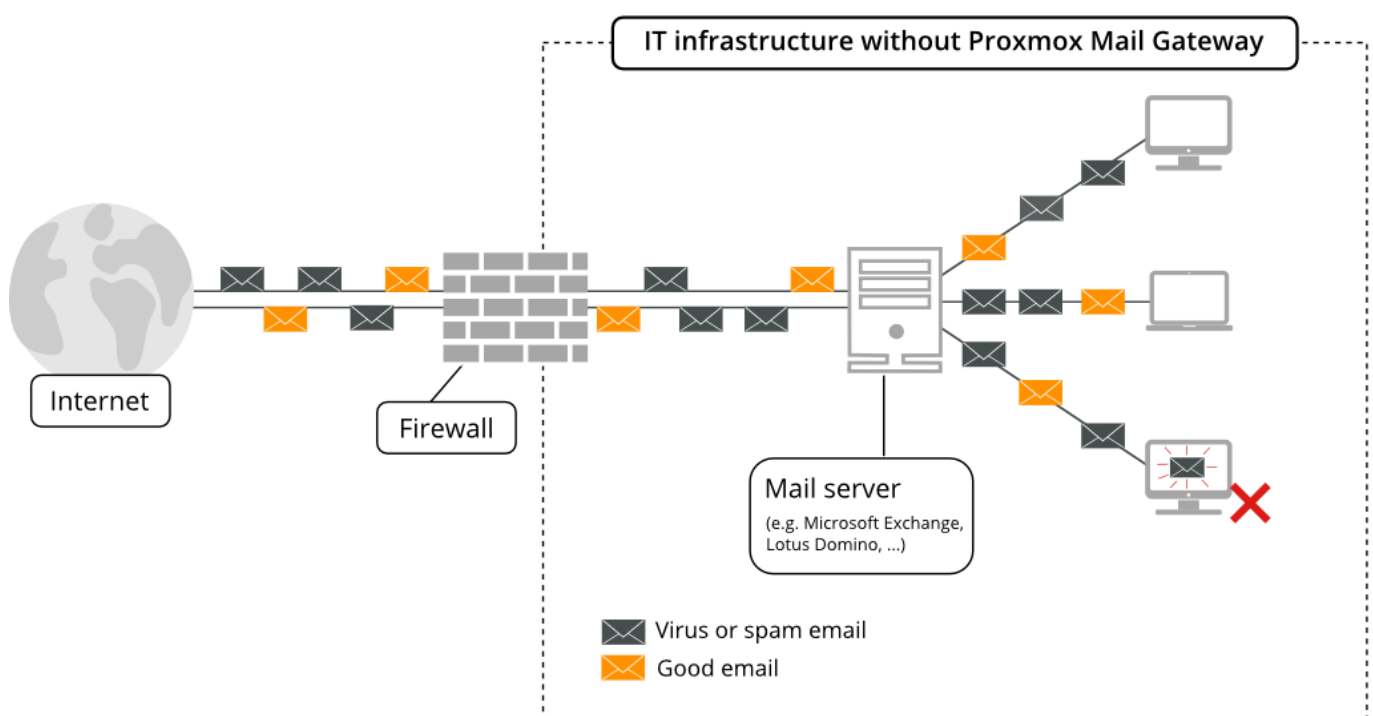 IT infrastructure without Proxmox Mail Gateway
Internet
Firewall
Mail server
(e.g. Microsoft Exchange,
Lotus Domino, ...)
Virus or spam email
Good email